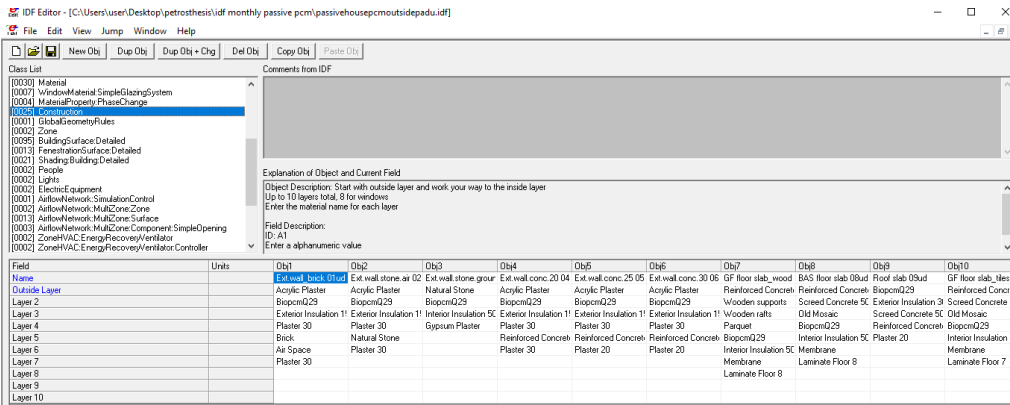 IDF Editor - [C:\Users\user\Desktop\petrosthesis\idf monthly passive pcm\passivehousepcmoutsidepadu.idf]
File Edit View Jump Window Help
New Obj Dup Obj Dup Obj + Chg Del Obj Copy Obj Paste Obj
Class List
Comments from IDF
[0030] Material
[0007] WindowMaterial:SimpleGlazingSystem
[0004] MaterialProperty:PhaseChange
[0025] Construction
[0001] GlobalGeometryRules
[0002] Zone
[0095] BuildingSurface:Detailed
[0013] FenestrationSurface:Detailed
[0021] Shading:Building:Detailed
[0002] People
[0002] Lights
[0002] ElectricEquipment
[0001] AirflowNetwork:SimulationControl
[0002] AirflowNetwork:MultiZone:Zone
[0013] AirflowNetwork:MultiZone:Surface
[0003] AirflowNetwork:MultiZone:Component:SimpleOpening
[0002] ZoneHVAC:EnergyRecoveryVentilator
[0002] ZoneHVAC:EnergyRecoveryVentilator:Controller
Explanation of Object and Current Field
Object Description: Start with outside layer and work your way to the inside layer
Up to 10 layers total, 8 for windows
Enter the material name for each layer
Field Description:
ID: A1
Enter a alphanumeric value
Field Units Obj1 Obj2 Obj3 Obj4 Obj5 Obj6 Obj7 Obj8 Obj9 Obj10
Name Ext.wall_brick 01ud Ext.wall.stone.air 02 Ext.wall.stone.groun Ext.wall.conc.20 04 Ext.wall.conc.25 05 Ext.wall.conc.30 06 GF floor slab_wood BAS floor slab 08ud Roof slab 09ud GF floor slab_tiles
Outside Layer Acrylic Plaster Acrylic Plaster Natural Stone Acrylic Plaster Acrylic Plaster Acrylic Plaster Reinforced Concret Reinforced Concret BiopcmQ29 Reinforced Concret
Layer 2 BiopcmQ29 BiopcmQ29 BiopcmQ29 BiopcmQ29 BiopcmQ29 BiopcmQ29 Wooden supports Screed Concrete 50 Exterior Insulation 3 Screed Concrete
Layer 3 Exterior Insulation 1 Exterior Insulation 1 Interior Insulation 50 Exterior Insulation 1 Exterior Insulation 1 Exterior Insulation 1 Wooden rafts Old Mosaic Screed Concrete 50 Old Mosaic
Layer 4 Plaster 30 Plaster 30 Gypsum Plaster Plaster 30 Plaster 30 Plaster 30 Parquet BiopcmQ29 Reinforced Concret BiopcmQ29
Layer 5 Brick Natural Stone Reinforced Concret Reinforced Concret Reinforced Concret BiopcmQ29 Interior Insulation 50 Plaster 20 Interior Insulation
Layer 6 Air Space Plaster 30 Plaster 30 Plaster 20 Plaster 20 Interior Insulation 50 Membrane Membrane
Layer 7 Plaster 30 Membrane Laminate Floor 8 Laminate Floor 7
Layer 8 Laminate Floor 8
Layer 9
Layer 10